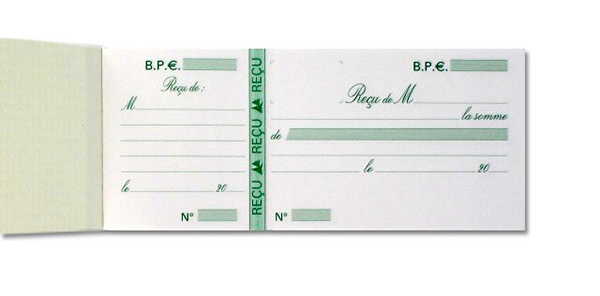 B.P.€.
Reçu de :
M
le 20
N°
REÇU REÇU REÇU
B.P.€.
Reçu de M
la somme
de
le 20
N°